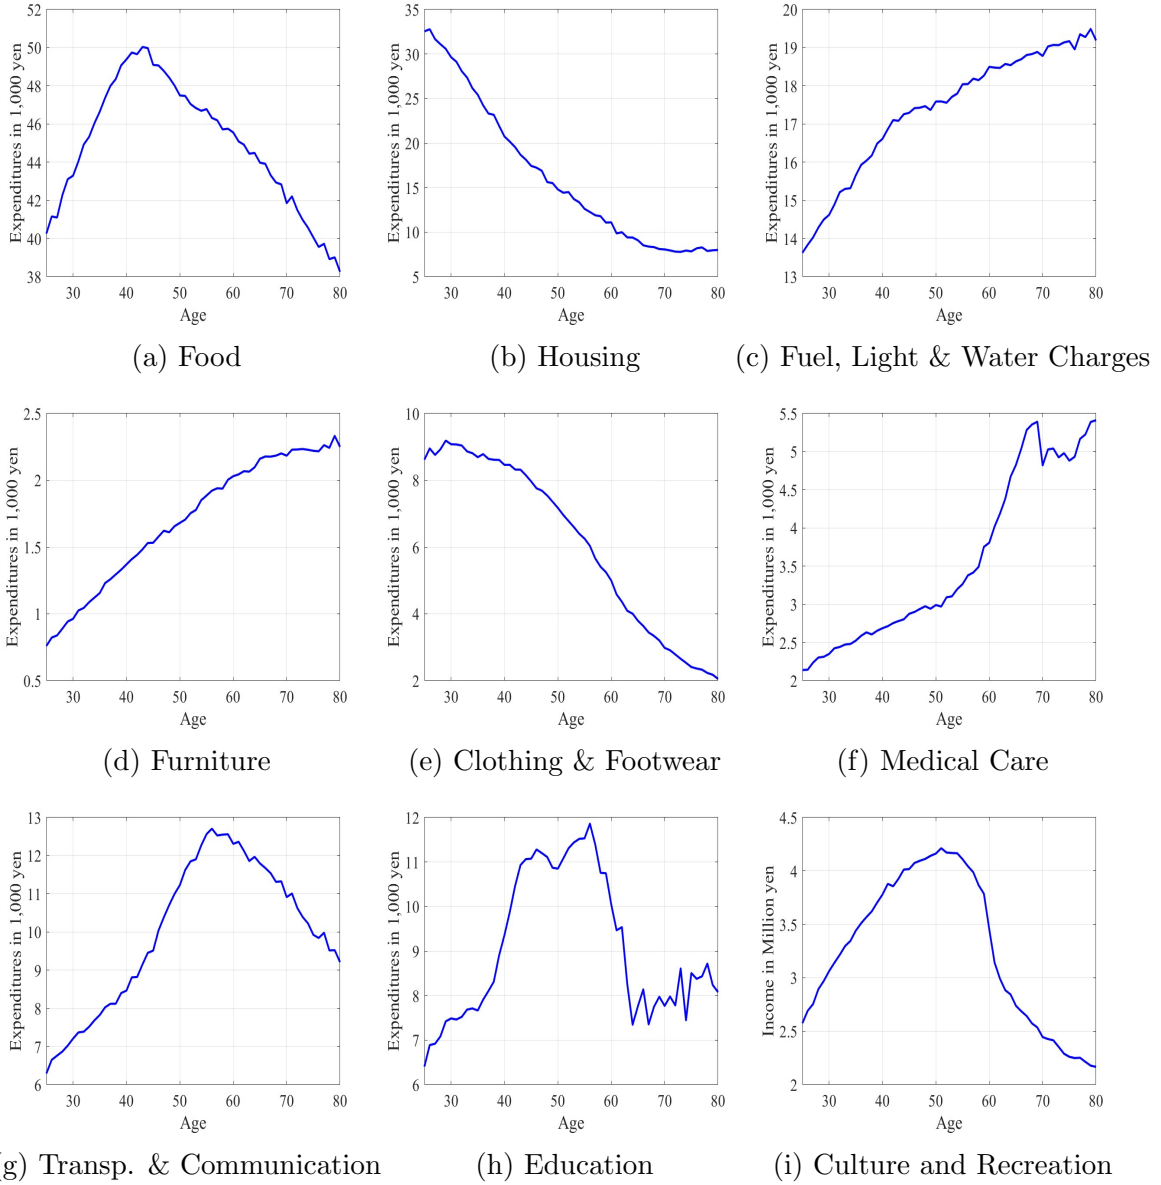 52
50
48
46
44
42
40
38
30 40 50 60 70 80
Expenditures in 1,000 yen
Age
(a) Food
35
30
25
20
15
10
5
30 40 50 60 70 80
Expenditures in 1,000 yen
Age
(b) Housing
20
19
18
17
16
15
14
13
30 40 50 60 70 80
Expenditures in 1,000 yen
Age
(c) Fuel, Light & Water Charges
2.5
2
1.5
1
0.5
30 40 50 60 70 80
Expenditures in 1,000 yen
Age
(d) Furniture
10
8
6
4
2
30 40 50 60 70 80
Expenditures in 1,000 yen
Age
(e) Clothing & Footwear
5.5
5
4.5
4
3.5
3
2.5
2
30 40 50 60 70 80
Expenditures in 1,000 yen
Age
(f) Medical Care
13
12
11
10
9
8
7
6
30 40 50 60 70 80
Expenditures in 1,000 yen
Age
g) Transp. & Communication
12
11
10
9
8
7
6
30 40 50 60 70 80
Expenditures in 1,000 yen
Age
(h) Education
4.5
4
3.5
3
2.5
2
30 40 50 60 70 80
Income in Million yen
Age
(i) Culture and Recreation